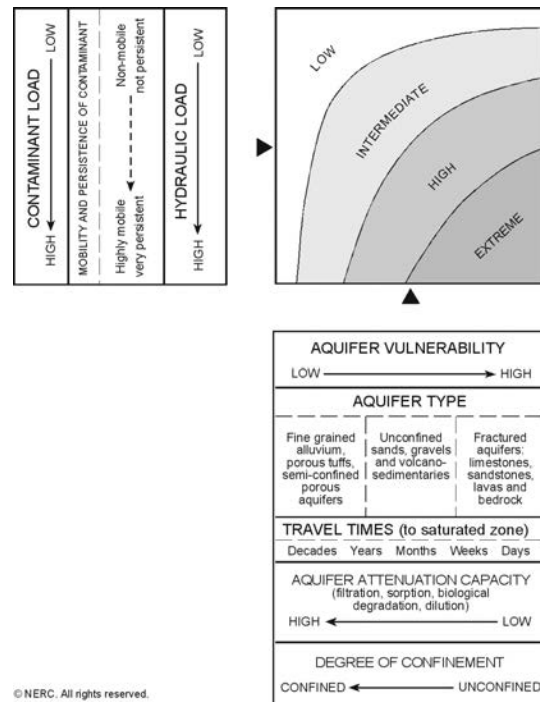 CONTAMINANT LOAD
LOW
HIGH
MOBILITY AND PERSISTENCE OF CONTAMINANT
Non-mobile
not persistent
Highly mobile
very persistent
HYDRAULIC LOAD
LOW
HIGH
LOW
INTERMEDIATE
HIGH
EXTREME
AQUIFER VULNERABILITY
LOW HIGH
AQUIFER TYPE
Fine grained
alluvium,
porous tuffs,
semi-confined
porous
aquifers
Unconfined
sands, gravels
and volcano-
sedimentaries
Fractured
aquifers:
limestones,
sandstones,
lavas and
bedrock
TRAVEL TIMES (to saturated zone)
Decades Years Months Weeks Days
AQUIFER ATTENUATION CAPACITY
(filtration, sorption, biological
degradation, dilution)
HIGH LOW
DEGREE OF CONFINEMENT
CONFINED UNCONFINED
© NERC. All rights reserved.